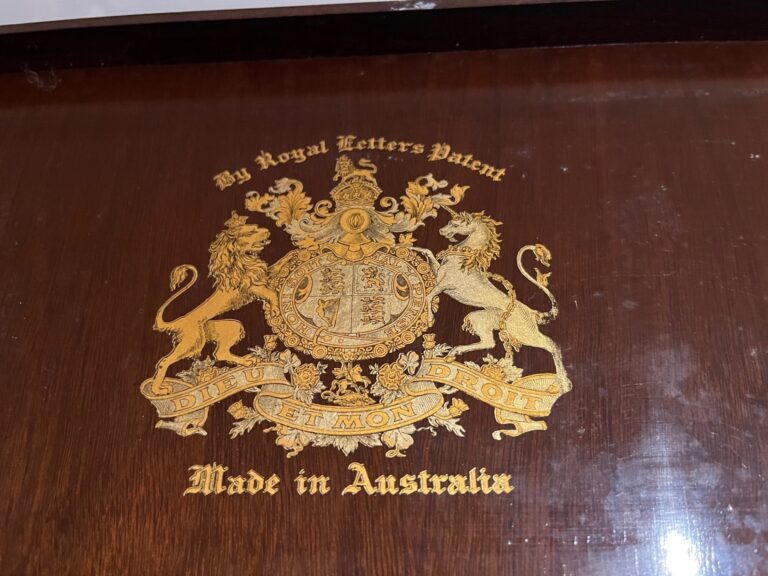 By Royal Letters Patent
DIEU ET MON DROIT
Made in Australia